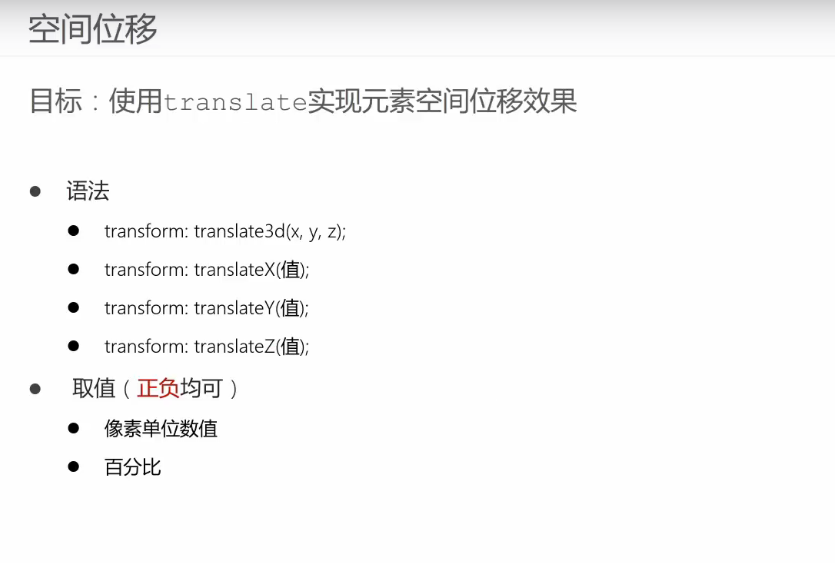 空间位移
目标：使用translate实现元素空间位移效果
语法
transform: translate3d(x, y, z);
transform: translateX(值);
transform: translateY(值);
transform: translateZ(值);
取值（正负均可）
像素单位数值
百分比